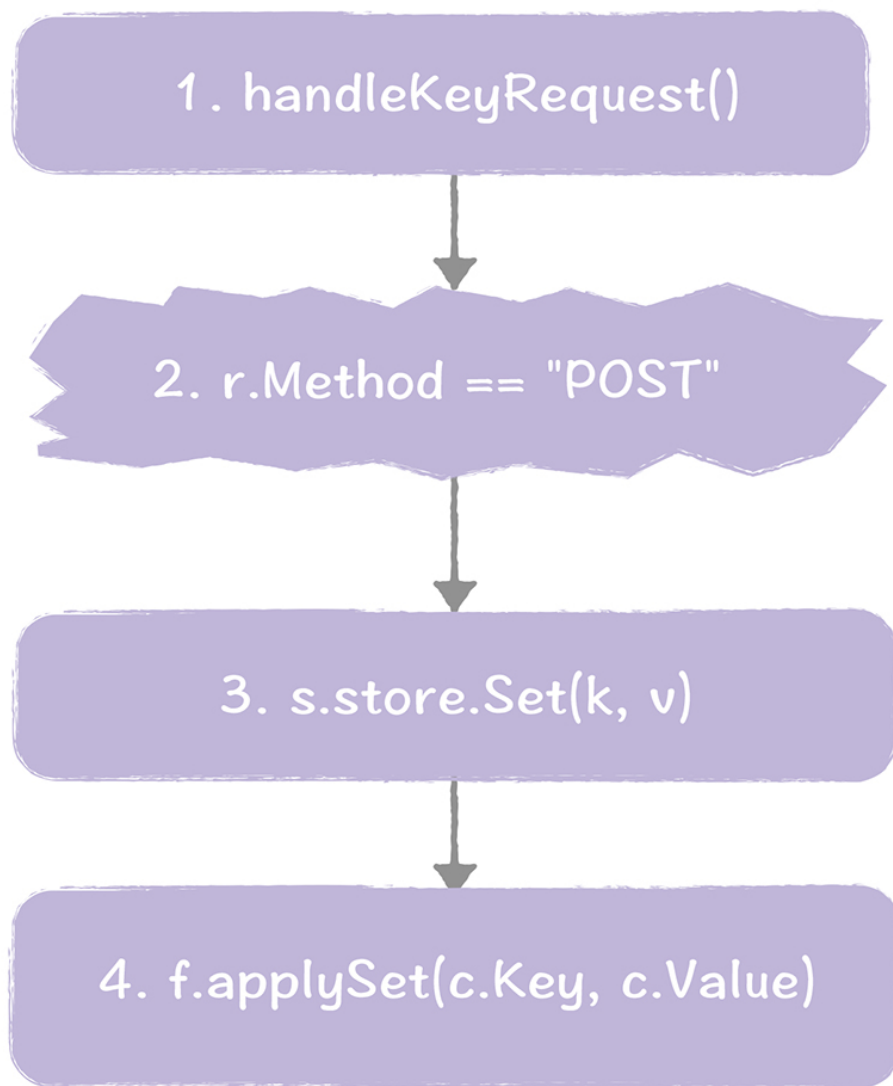 1. handleKeyRequest()
2. r.Method == "POST"
3. s.store.Set(k, v)
4. f.applySet(c.Key, c.Value)